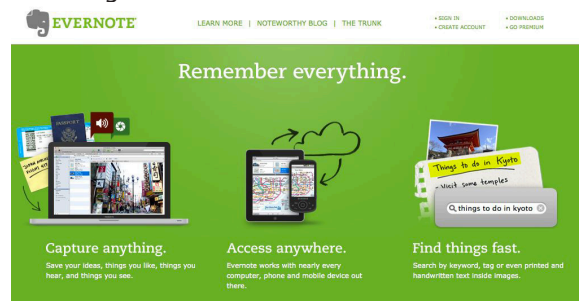 EVERNOTE
LEARN MORE | NOTEWORTHY BLOG | THE TRUNK
• SIGN IN
• CREATE ACCOUNT
• DOWNLOADS
• GO PREMIUM
Remember everything.
PASSPORT
Things to do in Kyoto
- Visit some temples
things to do in kyoto
Capture anything.
Save your ideas, things you like, things you
hear, and things you see.
Access anywhere.
Evernote works with nearly every
computer, phone and mobile device out
there.
Find things fast.
Search by keyword, tag or even printed and
handwritten text inside images.